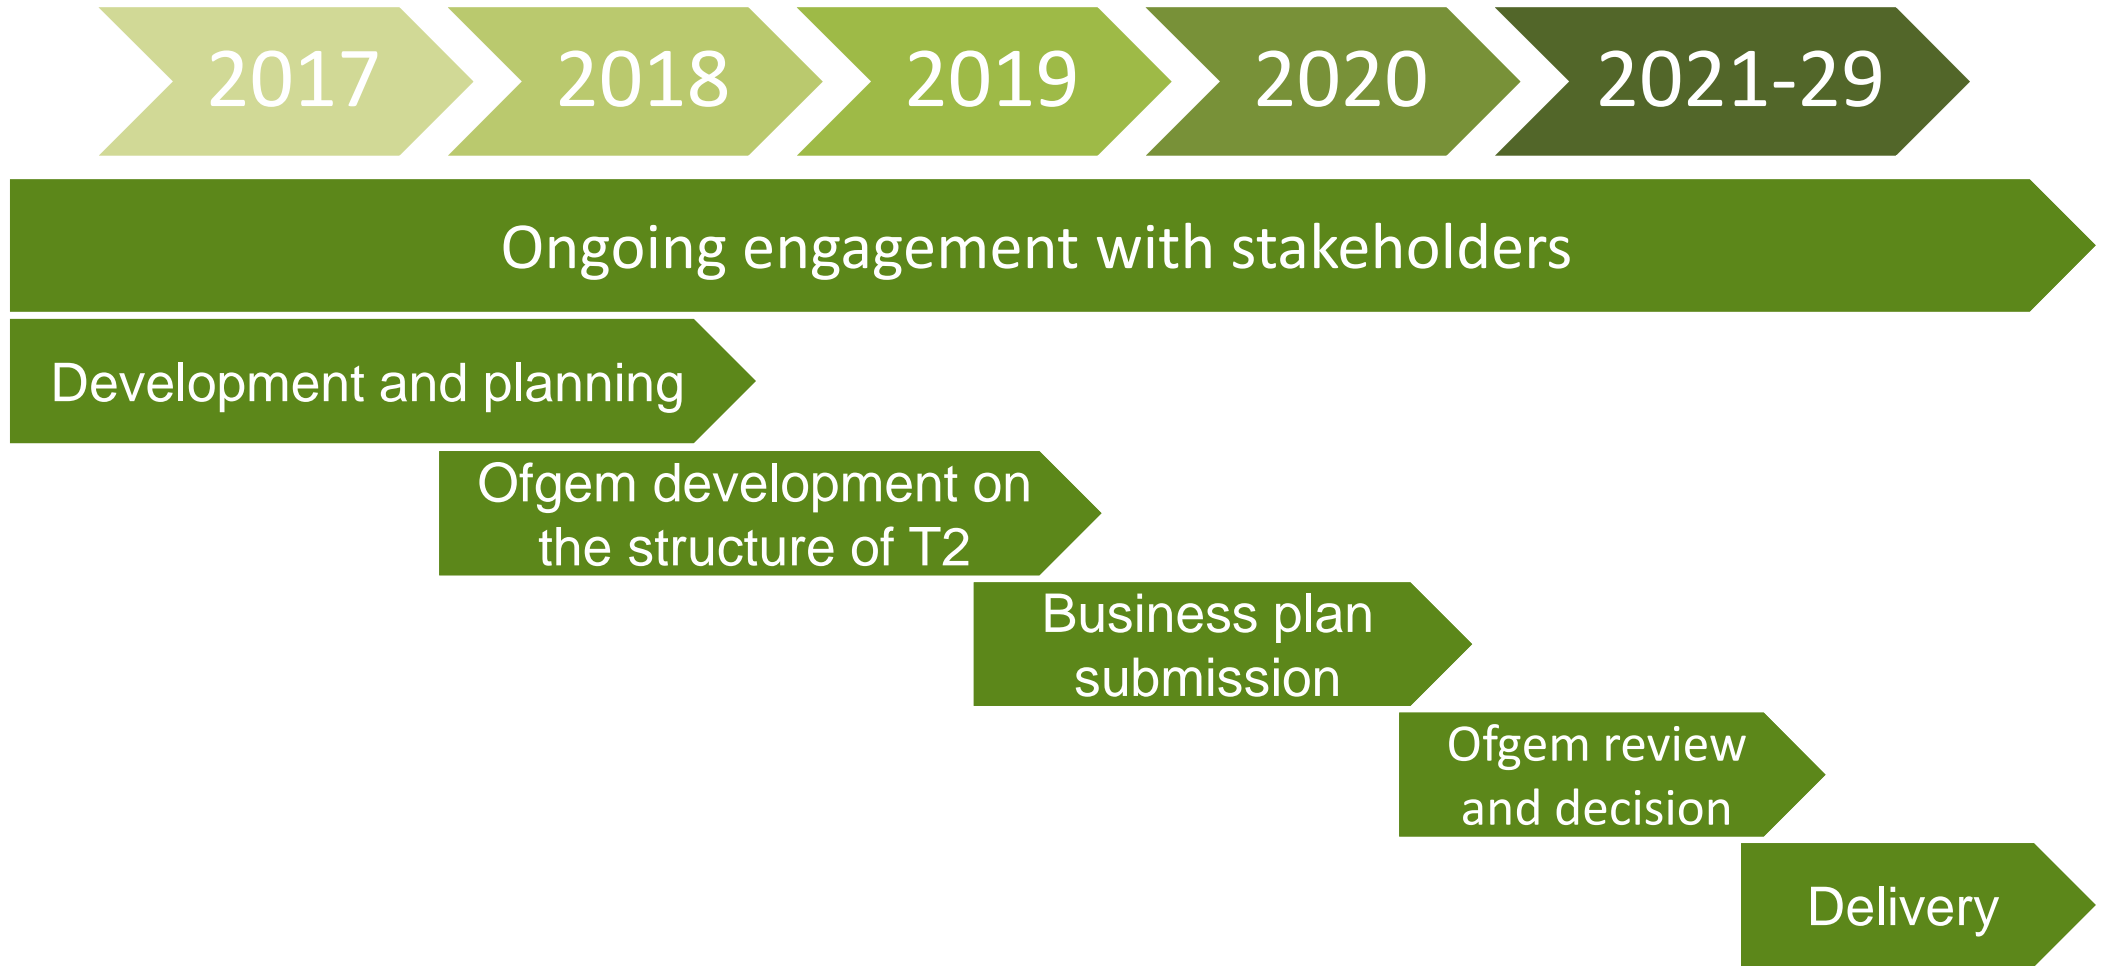 2017
2018
2019
2020
2021-29
Ongoing engagement with stakeholders
Development and planning
Ofgem development on
the structure of T2
Business plan
submission
Ofgem review
and decision
Delivery